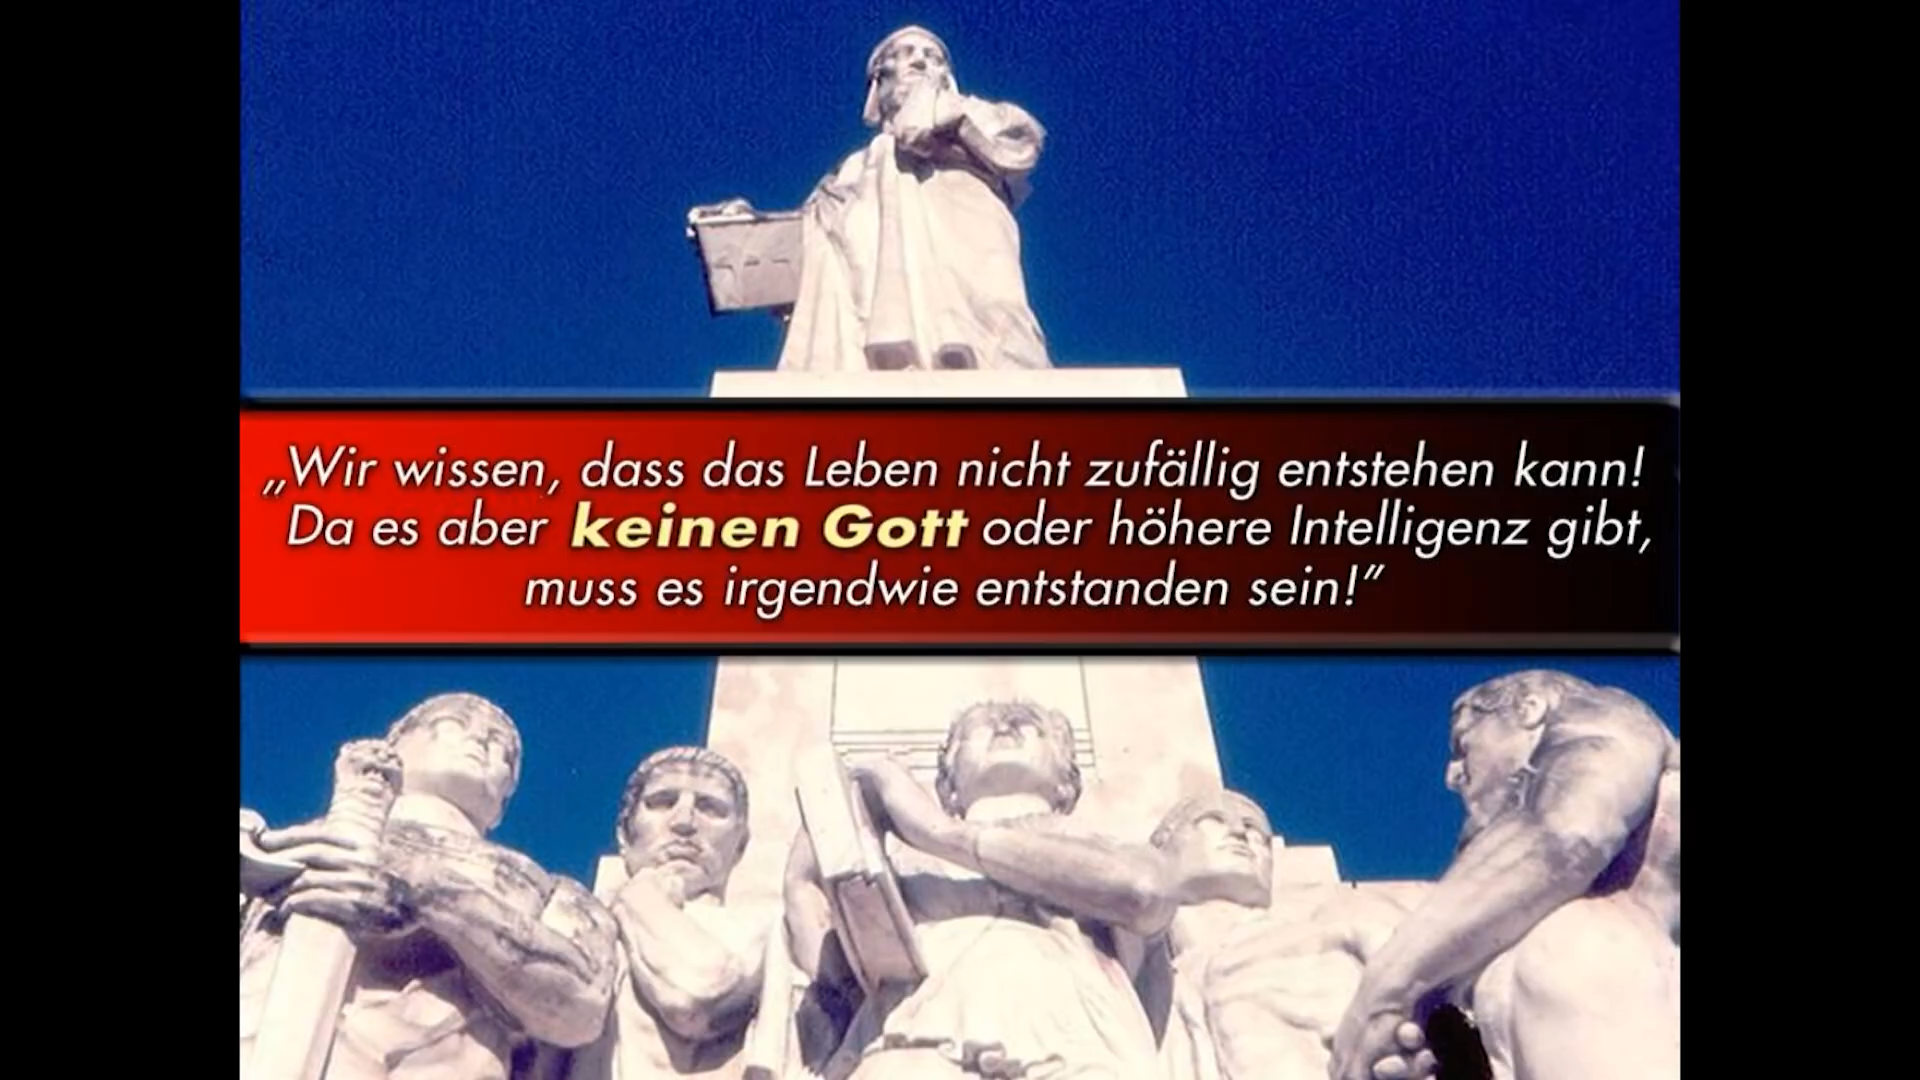 „Wir wissen, dass das Leben nicht zufällig entstehen kann!
Da es aber keinen Gott oder höhere Intelligenz gibt,
muss es irgendwie entstanden sein!”